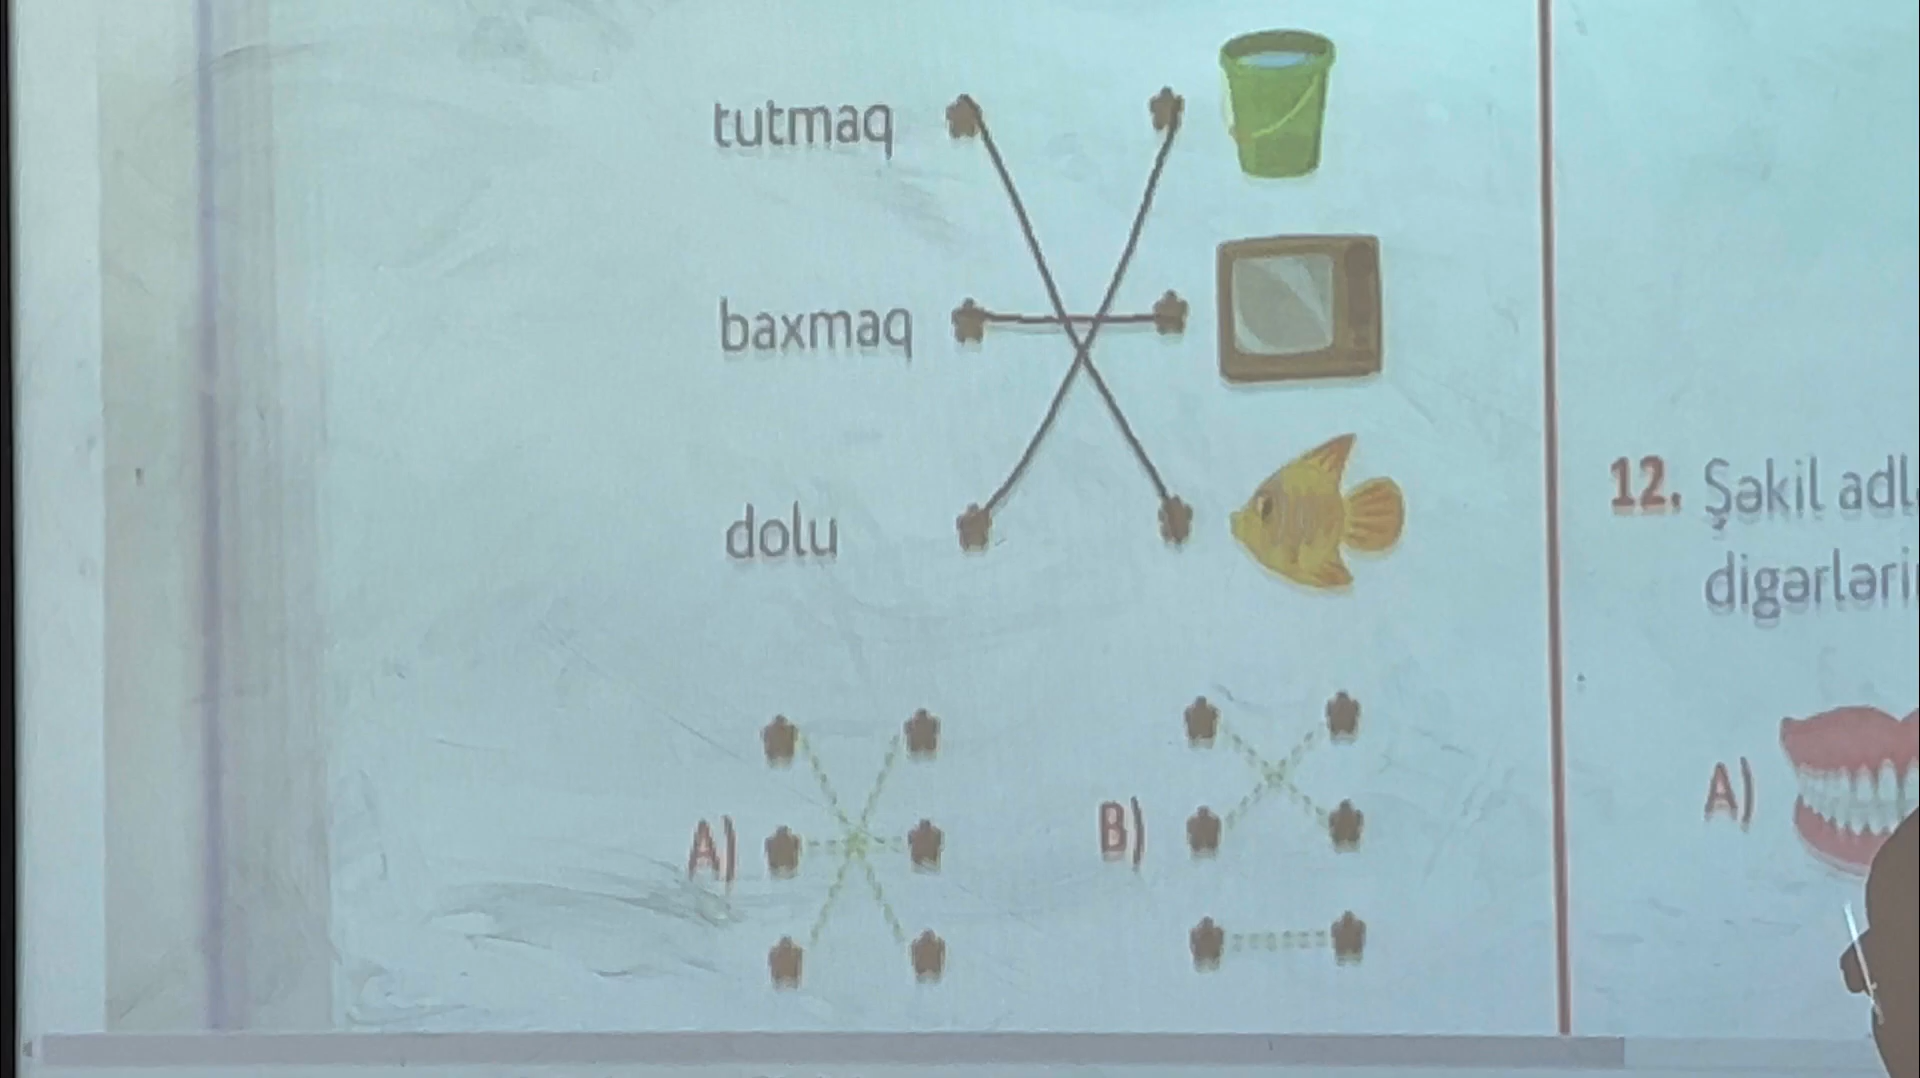 tutmaq
baxmaq
dolu
A)
B)
12. Şəkil adl
digərləri
A)